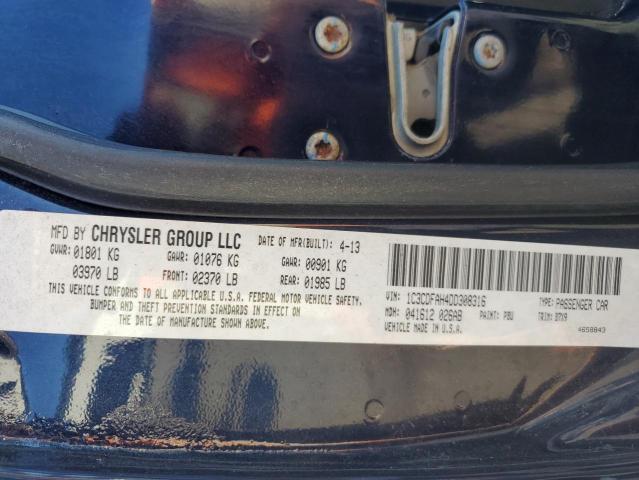 MFD BY CHRYSLER GROUP LLC DATE OF MFR(BUILT): 4-13
GVWR: 01801 KG GAWR: 01076 KG GAWR: 00901 KG
03970 LB FRONT: 02370 LB REAR: 01985 LB
THIS VEHICLE CONFORMS TO ALL APPLICABLE U.S.A. FEDERAL MOTOR VEHICLE SAFETY,
BUMPER AND THEFT PREVENTION STANDARDS IN EFFECT ON
THE DATE OF MANUFACTURE SHOWN ABOVE.
VIN: 1C3CDFAH4DD308316 TYPE: PASSENGER CAR
MDH: 041612 026AB PAINT: PBU TRIM: B7X9
VEHICLE MADE IN U.S.A. 4658843